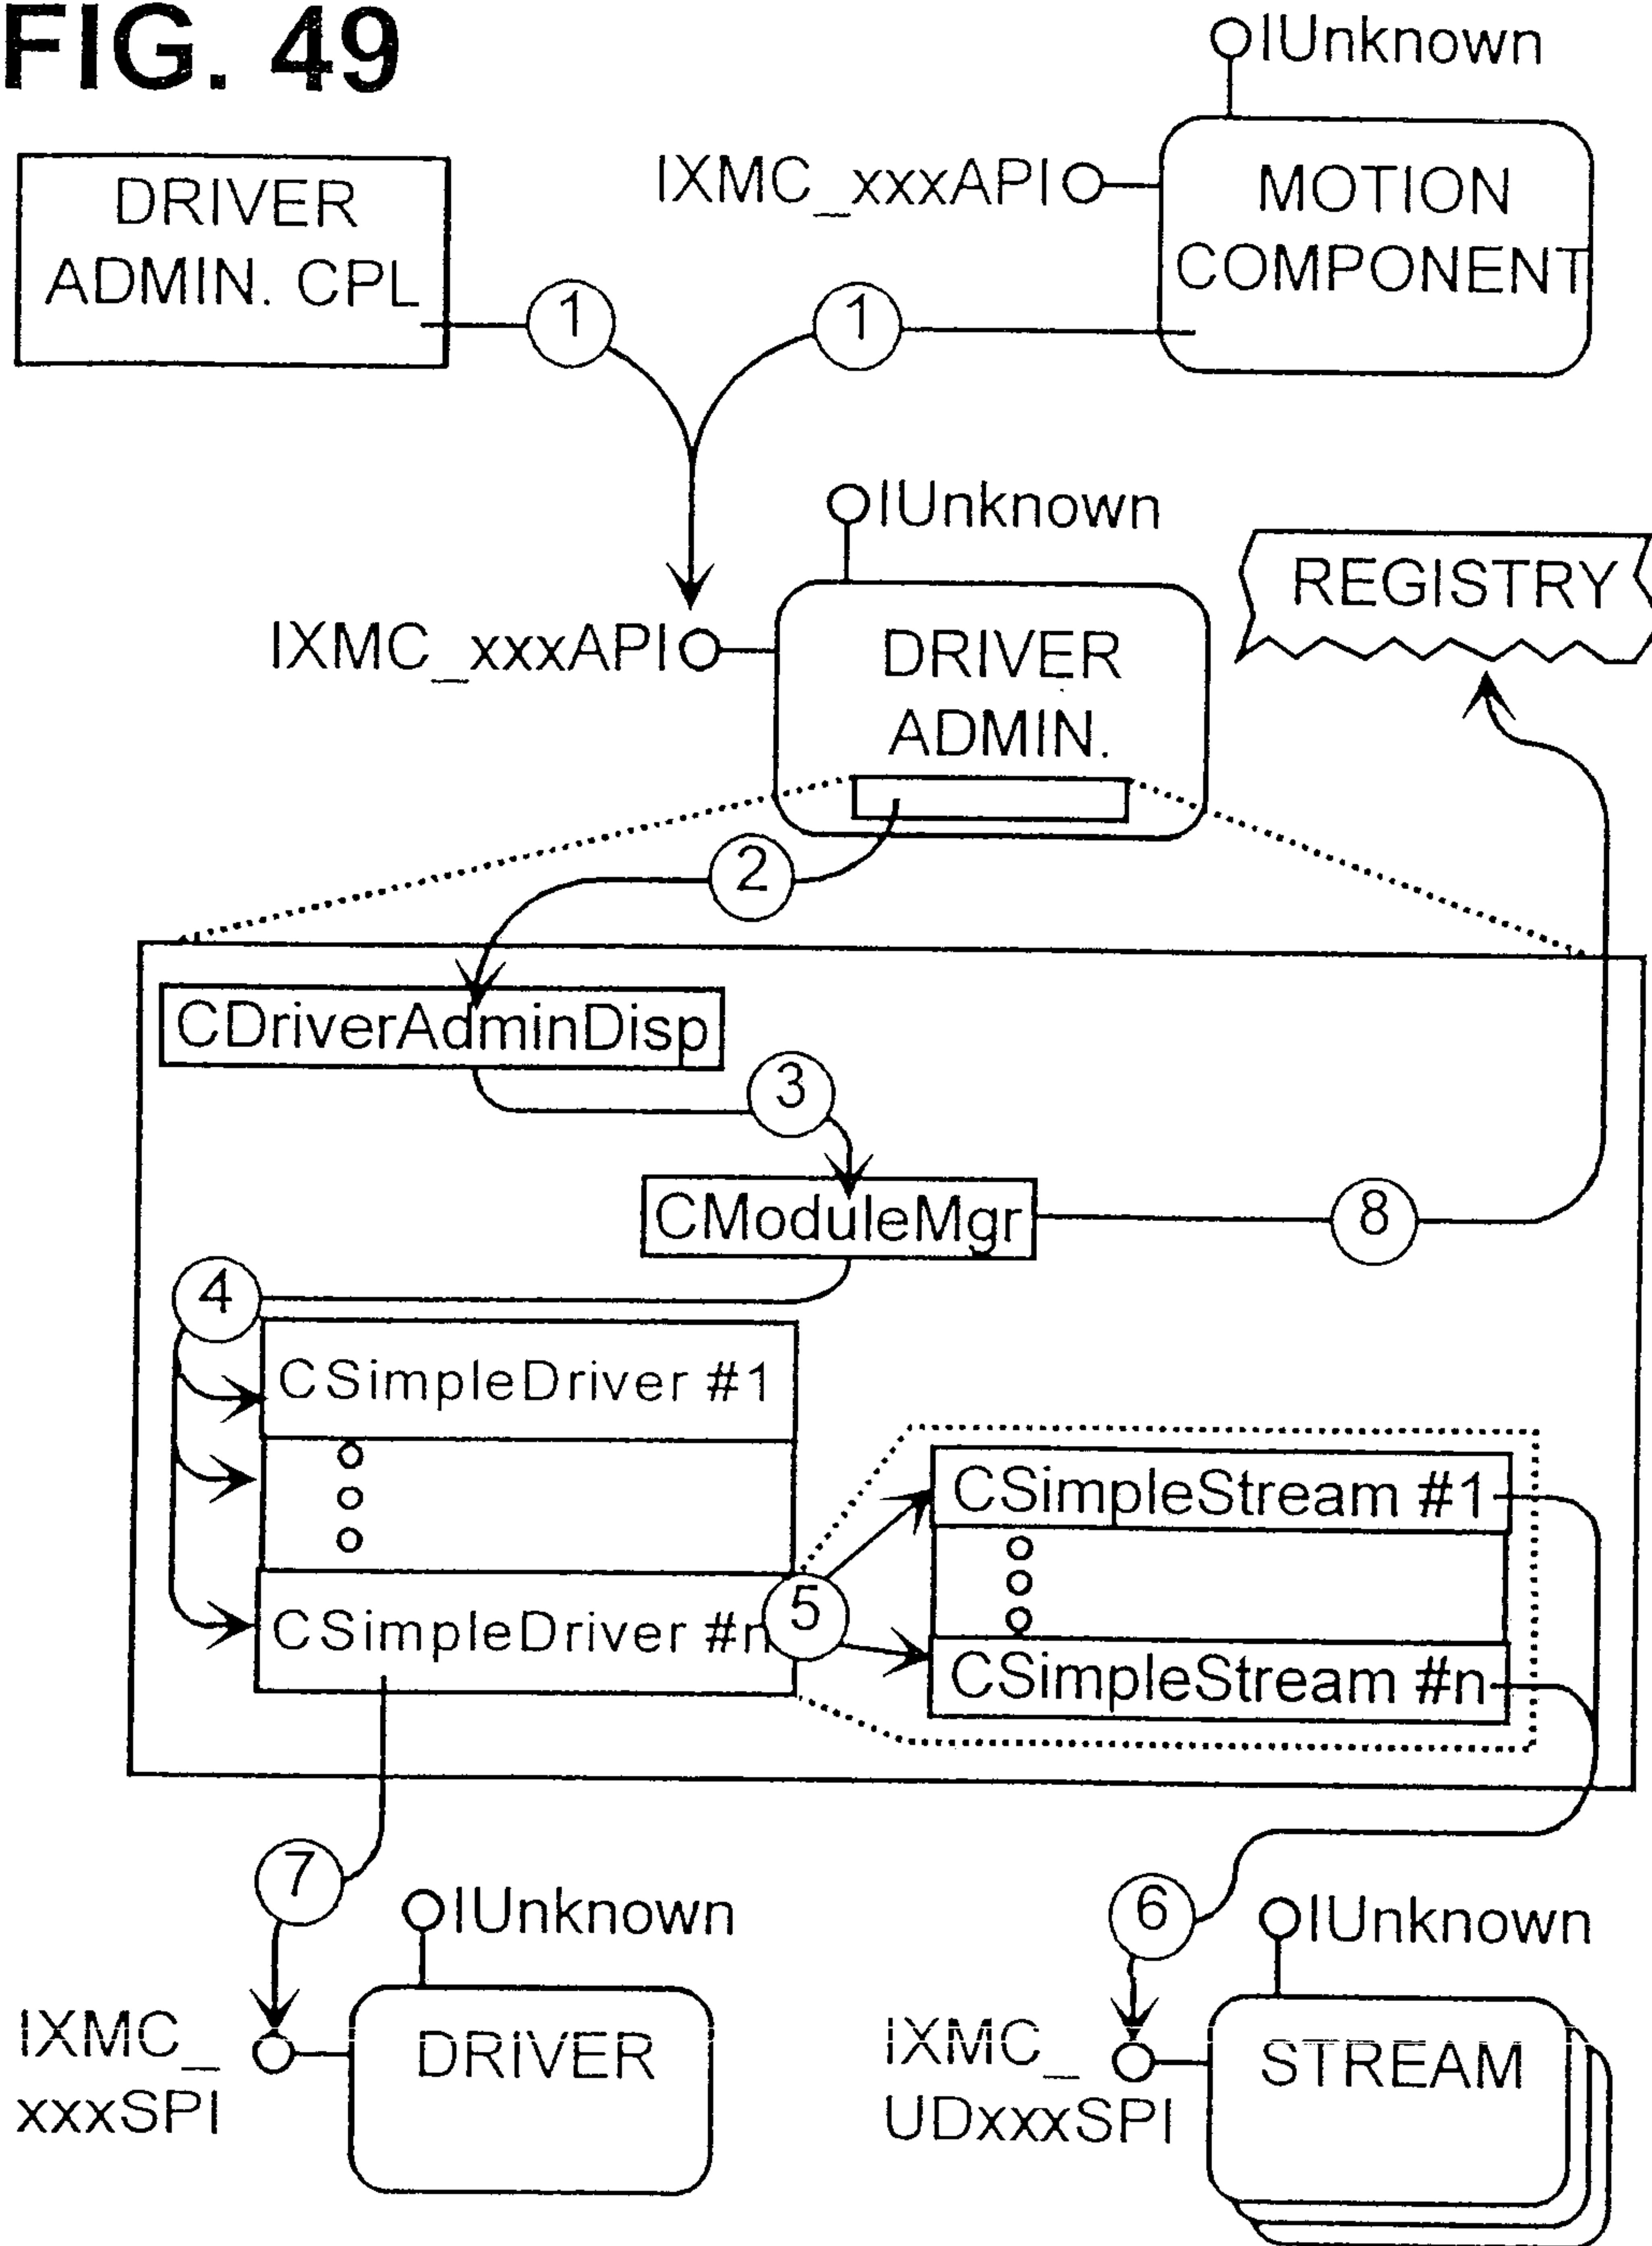 FIG. 49
IUnknown
DRIVER
ADMIN. CPL
IXMC_xxxAPI
MOTION
COMPONENT
1
1
IUnknown
REGISTRY
IXMC_xxxAPI
DRIVER
ADMIN.
2
CDriverAdminDisp
3
CModuleMgr
8
4
CSimpleDriver #1
CSimpleStream #1
5
CSimpleDriver #n
CSimpleStream #n
7
6
IUnknown
IUnknown
IXMC_
xxxSPI
DRIVER
IXMC_
UDxxxSPI
STREAM